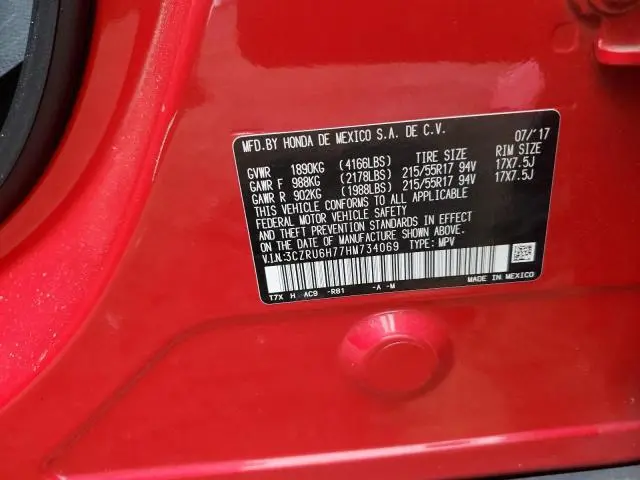 MFD.BY HONDA DE MEXICO S.A. DE C.V. 07/'17
GVWR 1890KG (4166LBS) TIRE SIZE RIM SIZE
GAWR F 988KG (2178LBS) 215/55R17 94V 17X7.5J
GAWR R 902KG (1988LBS) 215/55R17 94V 17X7.5J
THIS VEHICLE CONFORMS TO ALL APPLICABLE
FEDERAL MOTOR VEHICLE SAFETY
AND THEFT PREVENTION STANDARDS IN EFFECT
ON THE DATE OF MANUFACTURE SHOWN ABOVE.
V.I.N:3CZRU6H77HM734069 TYPE: MPV
T7X H AC9 -R81 -A -M MADE IN MEXICO